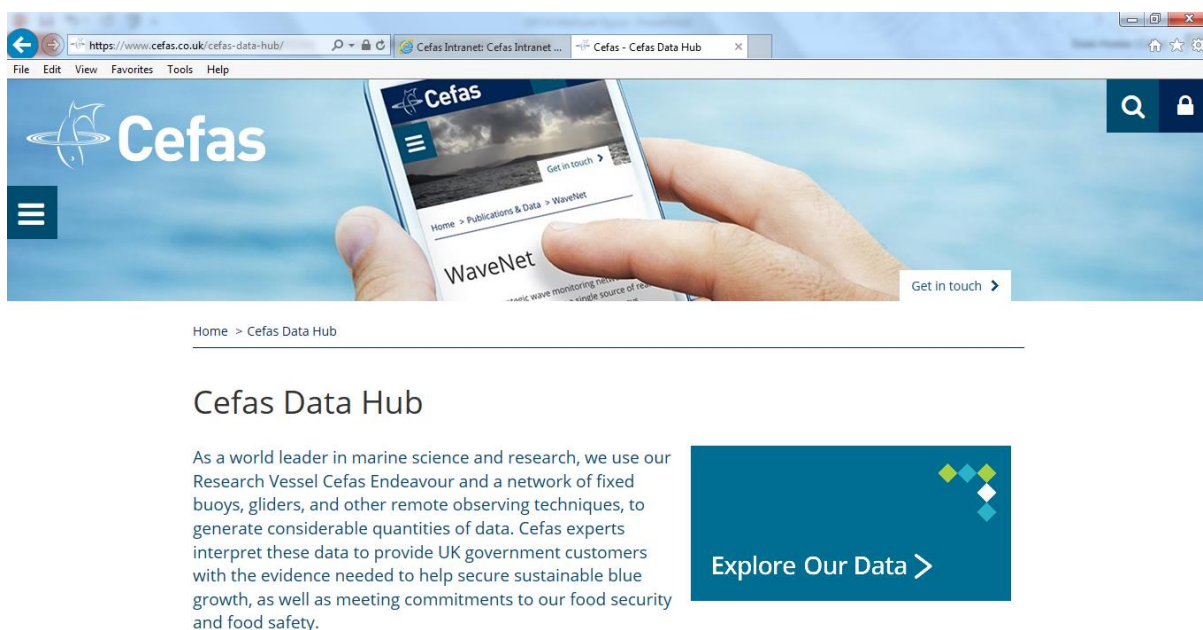 https://www.cefas.co.uk/cefas-data-hub/
Cefas Intranet: Cefas Intranet ...
Cefas - Cefas Data Hub
File Edit View Favorites Tools Help
Cefas
Cefas
Get in touch
Home > Publications & Data > WaveNet
WaveNet
wave monitoring
single source of
Get in touch
Home > Cefas Data Hub
Cefas Data Hub
As a world leader in marine science and research, we use our
Research Vessel Cefas Endeavour and a network of fixed
buoys, gliders, and other remote observing techniques, to
generate considerable quantities of data. Cefas experts
interpret these data to provide UK government customers
with the evidence needed to help secure sustainable blue
growth, as well as meeting commitments to our food security
and food safety.
Explore Our Data >